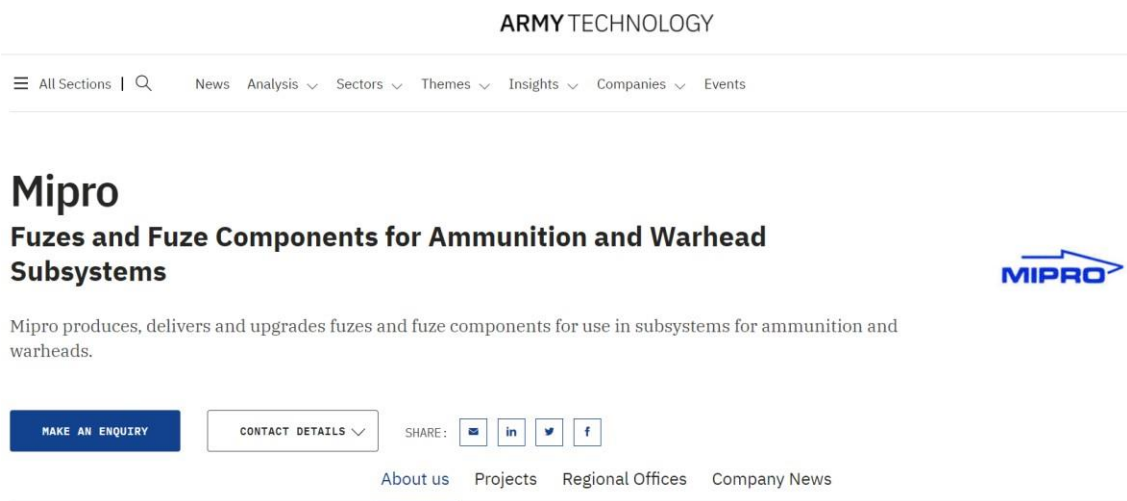 ARMY TECHNOLOGY
All Sections | News Analysis Sectors Themes Insights Companies Events
Mipro
Fuzes and Fuze Components for Ammunition and Warhead
Subsystems
MIPRO
Mipro produces, delivers and upgrades fuzes and fuze components for use in subsystems for ammunition and
warheads.
MAKE AN ENQUIRY CONTACT DETAILS SHARE: in f
About us Projects Regional Offices Company News